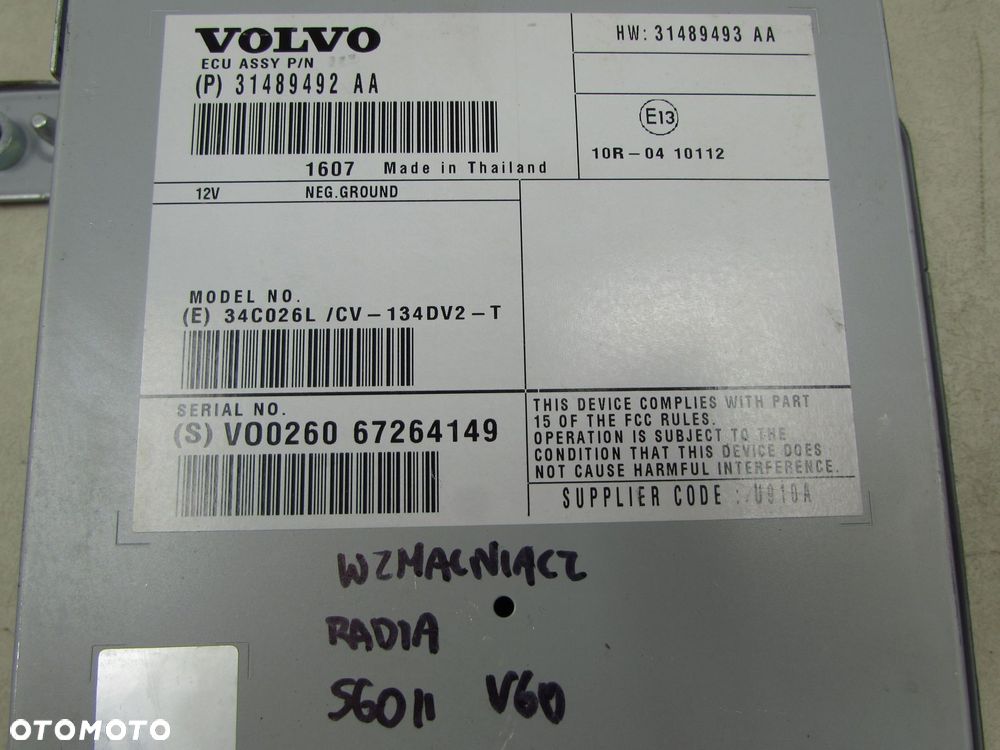 VOLVO
ECU ASSY P/N
(P) 31489492 AA
1607 Made in Thailand
HW: 31489493 AA
E13
10R-04 10112
12V NEG.GROUND
MODEL NO.
(E) 34C026L /CV-134DV2-T
SERIAL NO.
(S) VO0260 67264149
THIS DEVICE COMPLIES WITH PART
15 OF THE FCC RULES.
OPERATION IS SUBJECT TO THE
CONDITION THAT THIS DEVICE DOES
NOT CAUSE HARMFUL INTERFERENCE.
SUPPLIER CODE : U910A
WZMACNIACZ
RADIA
S60II V60
OTOMOTO